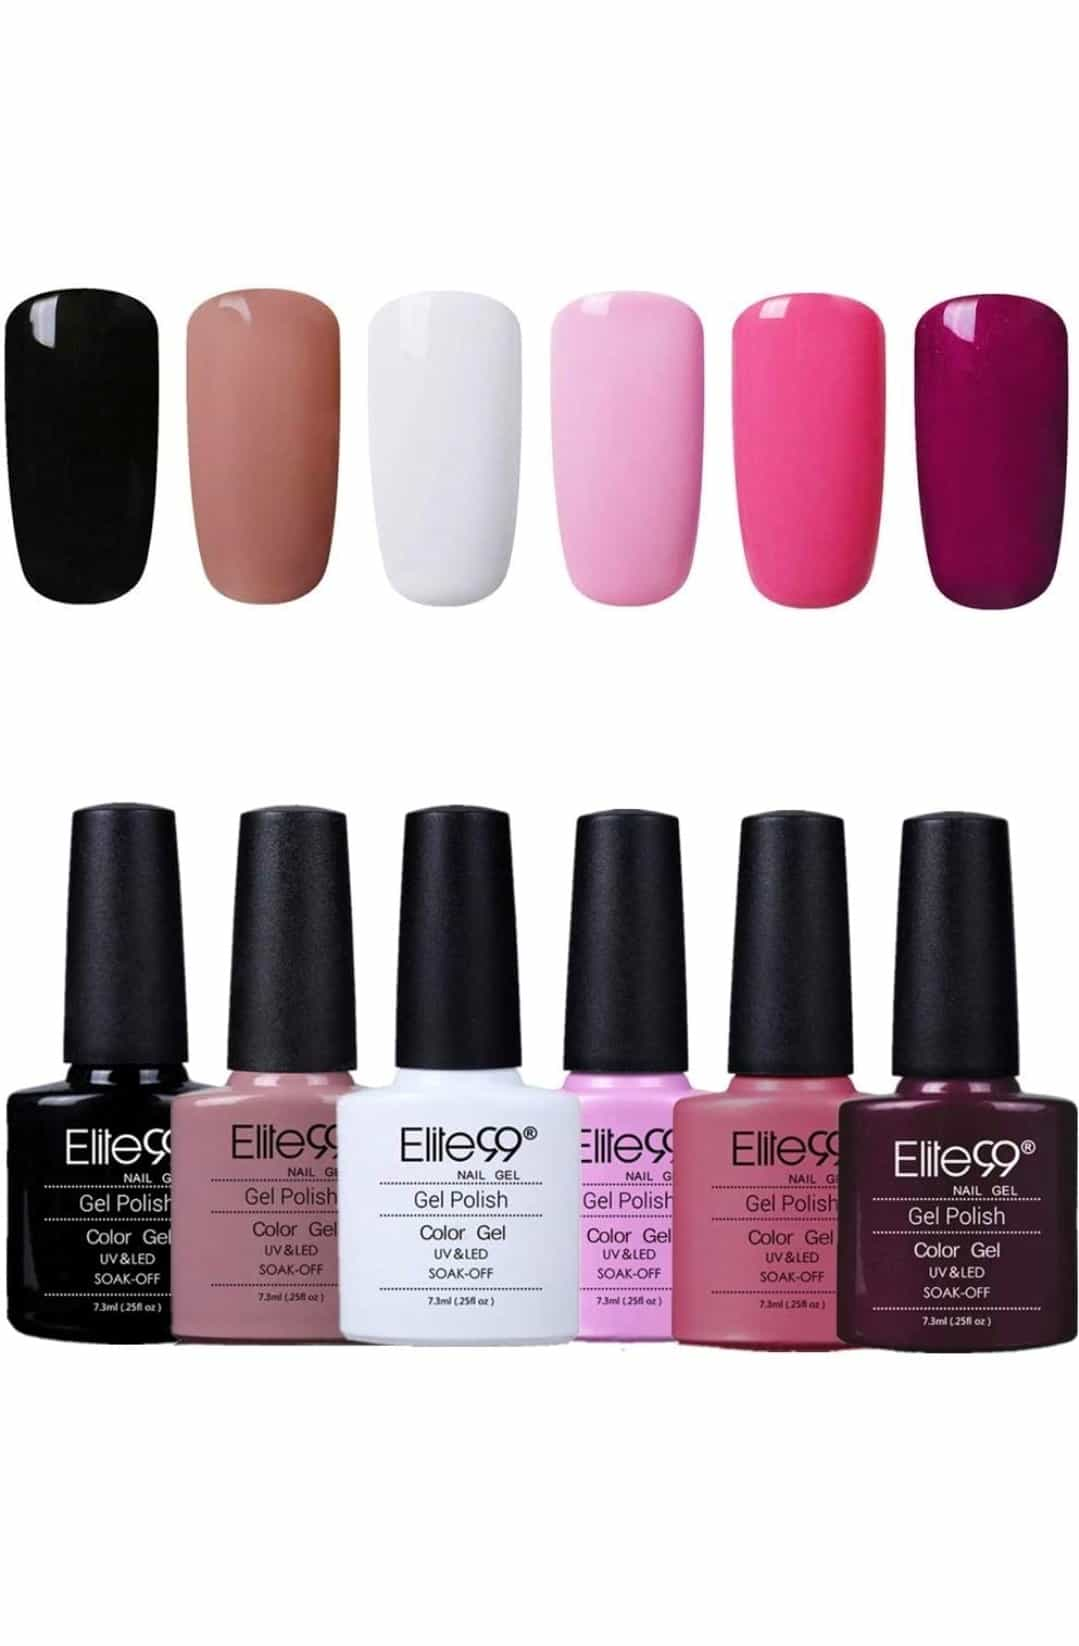 Elite99
NAIL GE
Gel Polish
Color Gel
UV&LED
SOAK-OFF
7.3ml (.25fl oz )
Elite99
NAIL GE
Gel Polish
Color Gel
UV&LED
SOAK-OFF
7.3ml (.25fl oz )
Elite99®
NAIL GEL
Gel Polish
Color Gel
UV&LED
SOAK-OFF
7.3ml (.25fl oz )
Elite99
NAIL G
Gel Polish
Color Gel
UV&LED
SOAK-OFF
7.3ml (.25fl oz )
Elite99
NAIL G
Gel Polish
Color Gel
UV&LED
SOAK-OFF
7.3ml (.25fl oz )
Elite99®
NAIL GEL
Gel Polish
Color Gel
UV&LED
SOAK-OFF
7.3ml (.25fl oz )